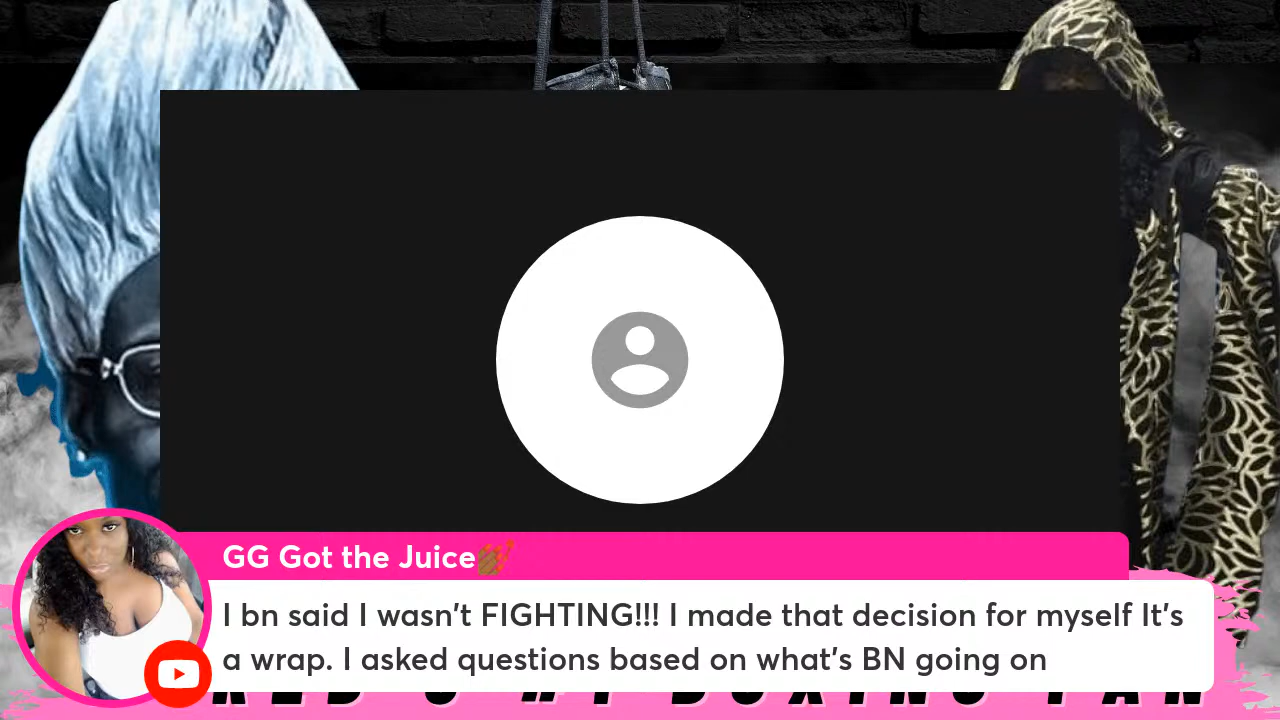 GG Got the Juice💅🏾
I bn said I wasn't FIGHTING!!! I made that decision for myself It's
a wrap. I asked questions based on what's BN going on